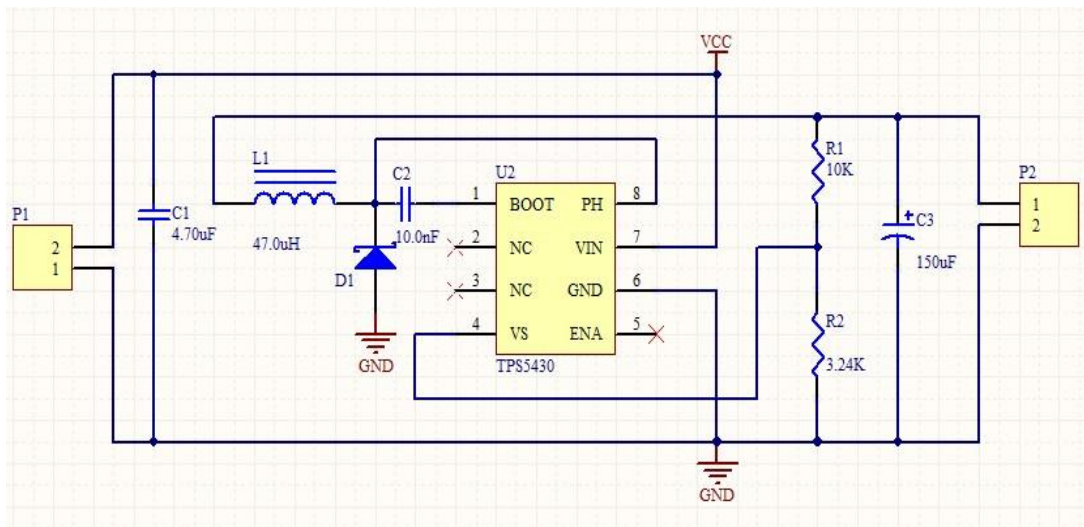 VCC
L1
47.0uH
C2
10.0nF
U2
1 BOOT PH 8
2 NC VIN 7
3 NC GND 6
4 VS ENA 5
TPS5430
R1
10K
P2
1
2
P1
2
1
C1
4.70uF
D1
GND
C3
150uF
R2
3.24K
GND